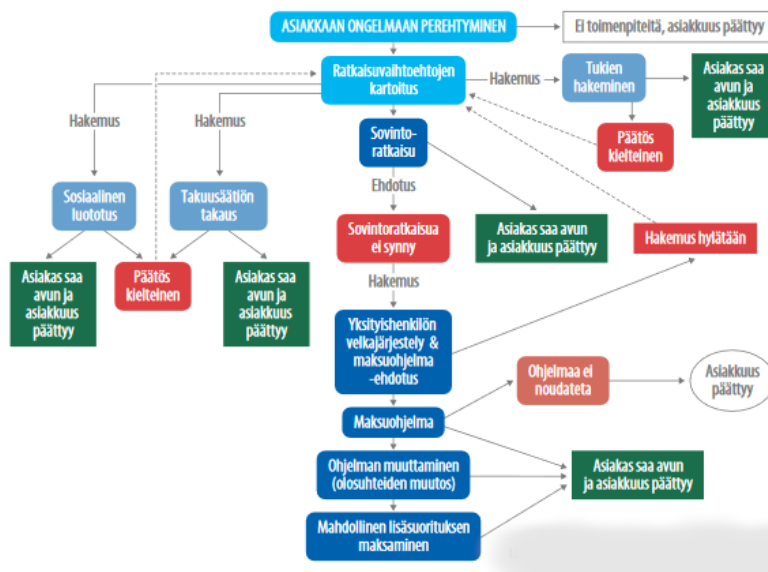 ASIAKKAAN ONGELMAAN PEREHTYMINEN
Ei toimenpiteitä, asiakkuus päättyy
Ratkaisuvaihtoehtojen
kartoitus
Hakemus
Tukien
hakeminen
Asiakas saa
avun ja
asiakkuus
päättyy
Hakemus
Hakemus
Sovinto-
ratkaisu
Päätös
kielteinen
Ehdotus
Sosiaalinen
luototus
Takuusäätiön
takaus
Sovintoratkaisua
ei synny
Asiakas saa avun
ja asiakkuus päättyy
Hakemus hylätään
Asiakas saa
avun ja
asiakkuus
päättyy
Päätös
kielteinen
Asiakas saa
avun ja
asiakkuus
päättyy
Hakemus
Yksityishenkilön
velkajärjestely &
maksuohjelma
-ehdotus
Ohjelmaa ei
noudateta
Asiakkuus
päättyy
Maksuohjelma
Ohjelman muuttaminen
(olosuhteiden muutos)
Asiakas saa avun
ja asiakkuus päättyy
Mahdollinen lisäsuorituksen
maksaminen